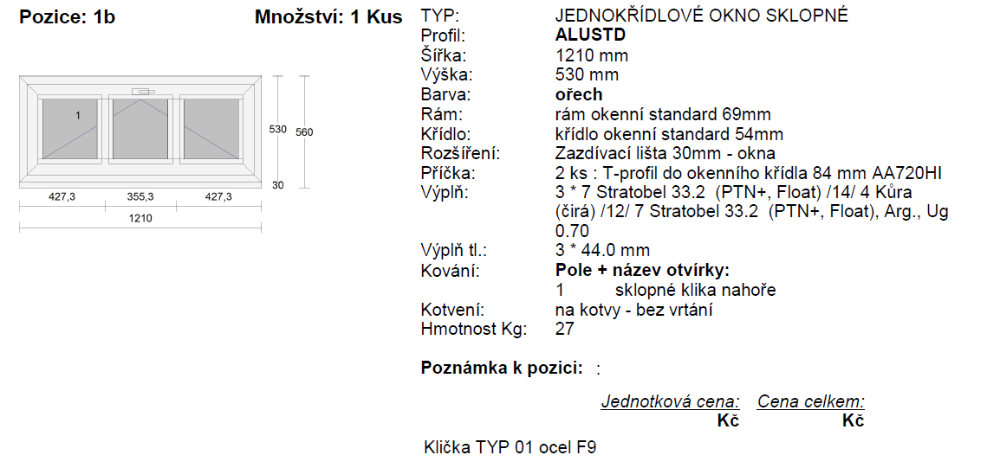 Pozice: 1b Množství: 1 Kus
1
530
560
30
427,3 355,3 427,3
1210
TYP: JEDNOKŘÍDLOVÉ OKNO SKLOPNÉ
Profil: ALUSTD
Šířka: 1210 mm
Výška: 530 mm
Barva: ořech
Rám: rám okenní standard 69mm
Křídlo: křídlo okenní standard 54mm
Rozšíření: Zazdívací lišta 30mm - okna
Příčka: 2 ks : T-profil do okenního křídla 84 mm AA720HI
Výplň: 3 * 7 Stratobel 33.2 (PTN+, Float) /14/ 4 Kůra
(čirá) /12/ 7 Stratobel 33.2 (PTN+, Float), Arg., Ug
0.70
Výplň tl.: 3 * 44.0 mm
Kování: Pole + název otvírky:
1 sklopné klika nahoře
Kotvení: na kotvy - bez vrtání
Hmotnost Kg: 27
Poznámka k pozici: :
Jednotková cena: Cena celkem:
Kč Kč
Klička TYP 01 ocel F9